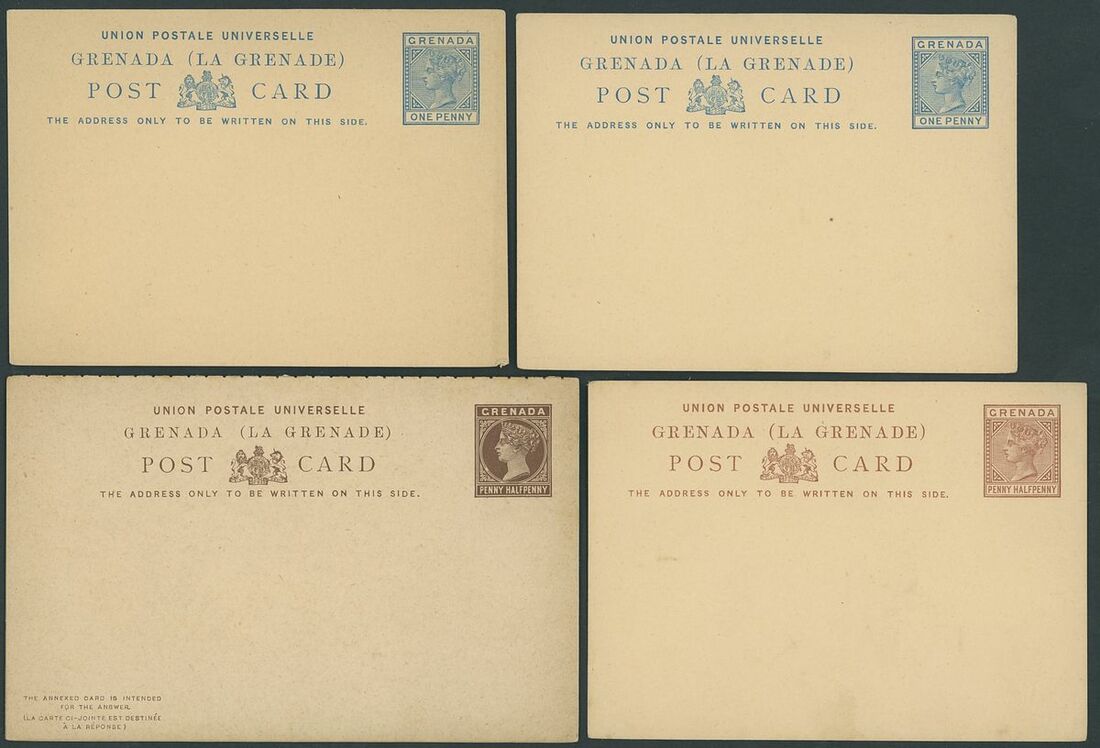 UNION POSTALE UNIVERSELLE
GRENADA (LA GRENADE)
POST CARD
THE ADDRESS ONLY TO BE WRITTEN ON THIS SIDE.
GRENADA
ONE PENNY
UNION POSTALE UNIVERSELLE
GRENADA (LA GRENADE)
POST CARD
THE ADDRESS ONLY TO BE WRITTEN ON THIS SIDE.
GRENADA
ONE PENNY
UNION POSTALE UNIVERSELLE
GRENADA (LA GRENADE)
POST CARD
THE ADDRESS ONLY TO BE WRITTEN ON THIS SIDE.
GRENADA
PENNY HALFPENNY
THE ANNEXED CARD IS INTENDED
FOR THE ANSWER.
(LA CARTE CI-JOINTE EST DESTINÉE
À LA RÉPONSE)
UNION POSTALE UNIVERSELLE
GRENADA (LA GRENADE)
POST CARD
THE ADDRESS ONLY TO BE WRITTEN ON THIS SIDE.
GRENADA
PENNY HALFPENNY